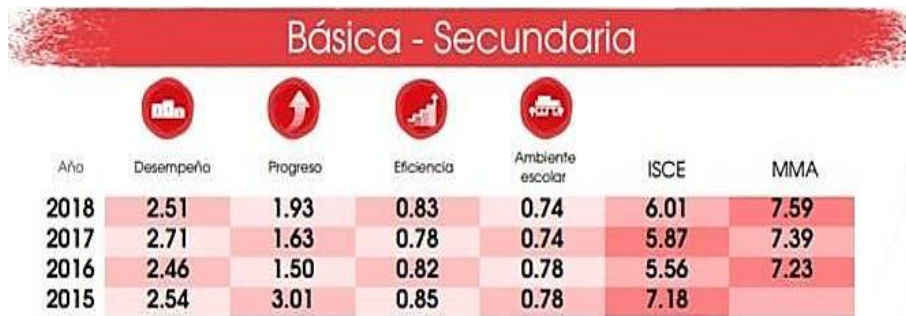 Básica - Secundaria
Año Desempeño Progreso Eficiencia Ambiente escolar ISCE MMA
2018 2.51 1.93 0.83 0.74 6.01 7.59
2017 2.71 1.63 0.78 0.74 5.87 7.39
2016 2.46 1.50 0.82 0.78 5.56 7.23
2015 2.54 3.01 0.85 0.78 7.18